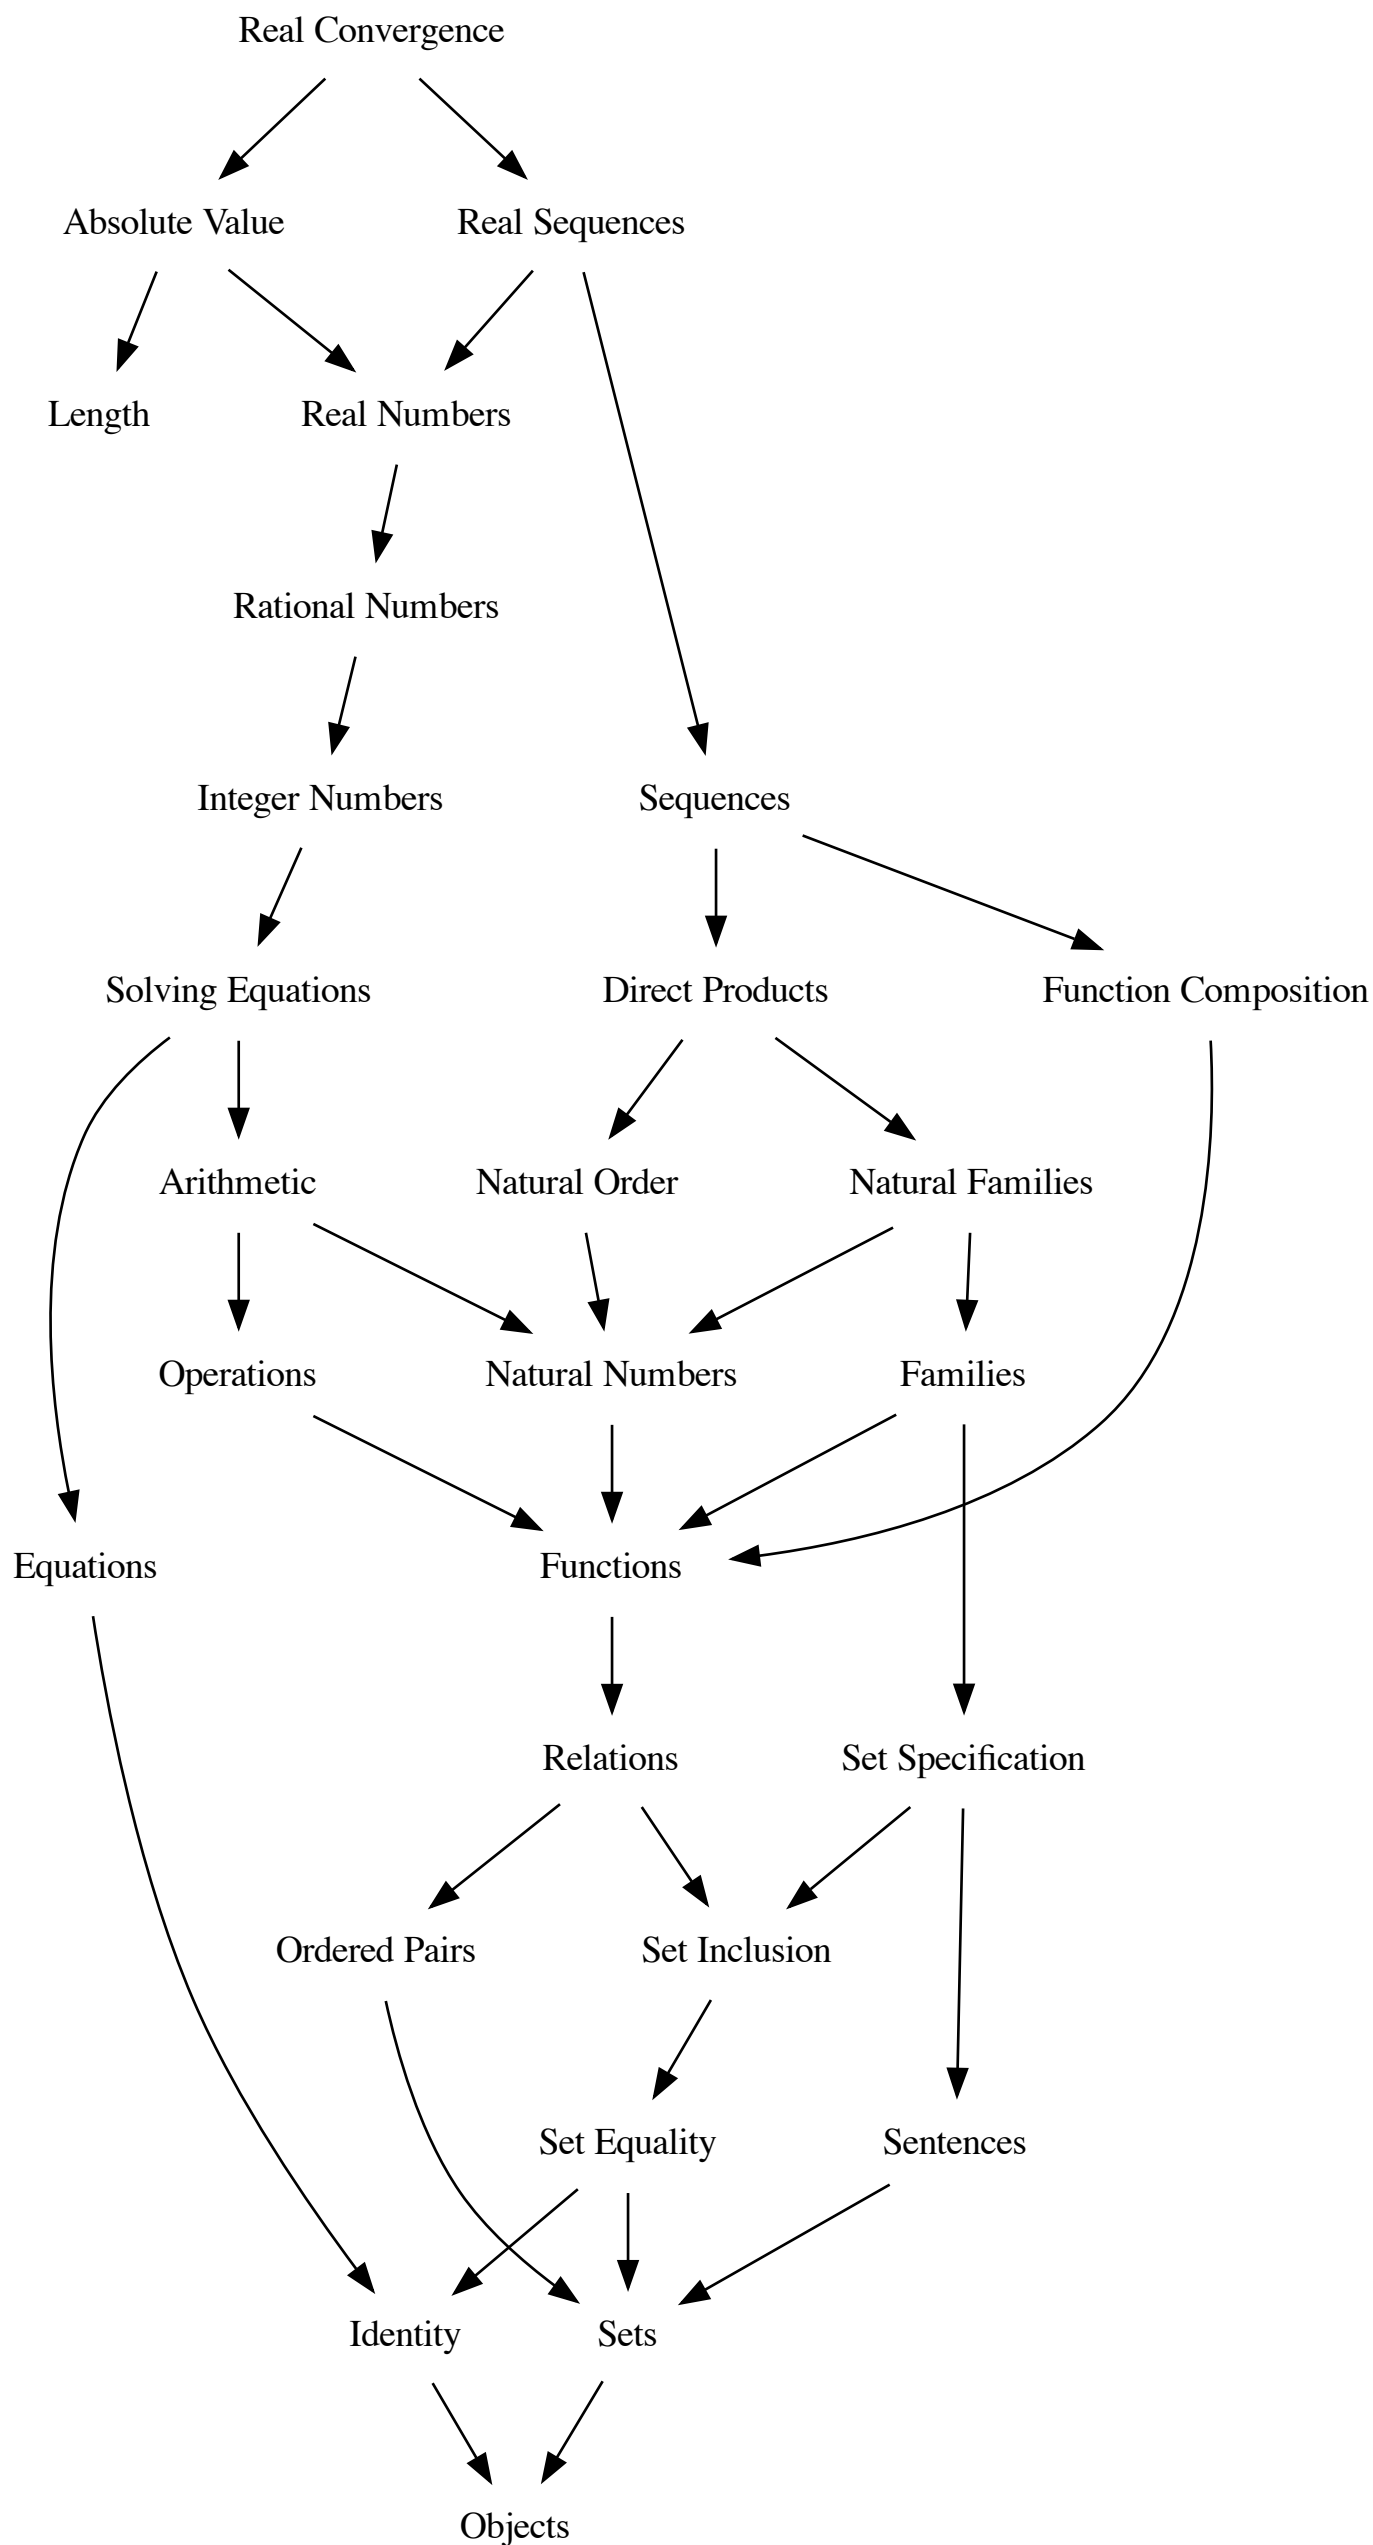 Real Convergence
Absolute Value
Real Sequences
Length
Real Numbers
Rational Numbers
Integer Numbers
Sequences
Solving Equations
Direct Products
Function Composition
Arithmetic
Natural Order
Natural Families
Operations
Natural Numbers
Families
Equations
Functions
Relations
Set Specification
Ordered Pairs
Set Inclusion
Set Equality
Sentences
Identity
Sets
Objects